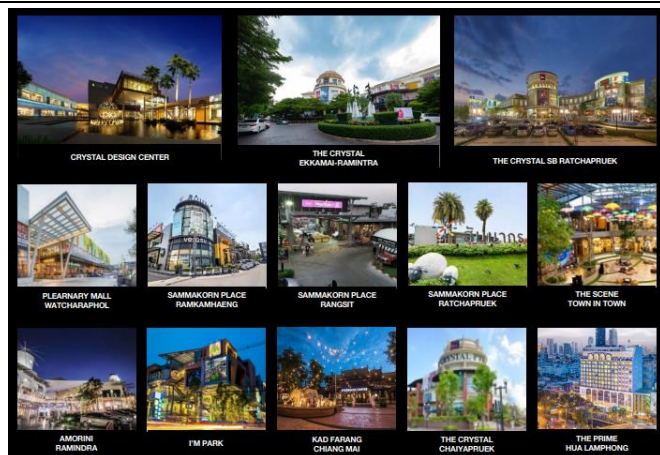 CRYSTAL DESIGN CENTER
THE CRYSTAL
EKKAMAI-RAMINTRA
THE CRYSTAL SB RATCHAPRUEK
PLEARNARY MALL
WATCHARAPHOL
SAMMAKORN PLACE
RAMKAMHAENG
SAMMAKORN PLACE
RANGSIT
SAMMAKORN PLACE
RATCHAPRUEK
THE SCENE
TOWN IN TOWN
AMORINI
RAMINDRA
I'M PARK
KAD FARANG
CHIANG MAI
THE CRYSTAL
CHAIYAPRUEK
THE PRIME
HUA LAMPHONG